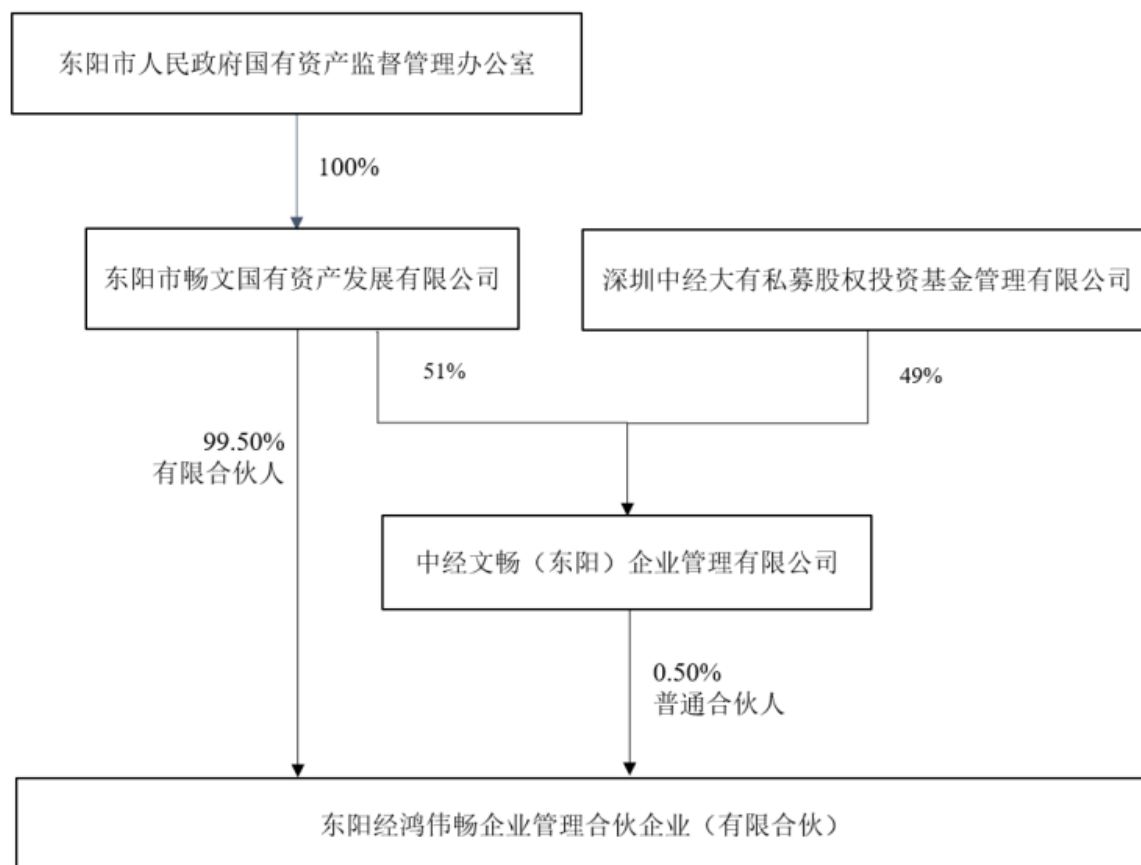 东阳市人民政府国有资产监督管理办公室
100%
东阳市畅文国有资产发展有限公司
深圳中经大有私募股权投资基金管理有限公司
51%
49%
99.50%
有限合伙人
中经文畅（东阳）企业管理有限公司
0.50%
普通合伙人
东阳经鸿伟畅企业管理合伙企业（有限合伙）